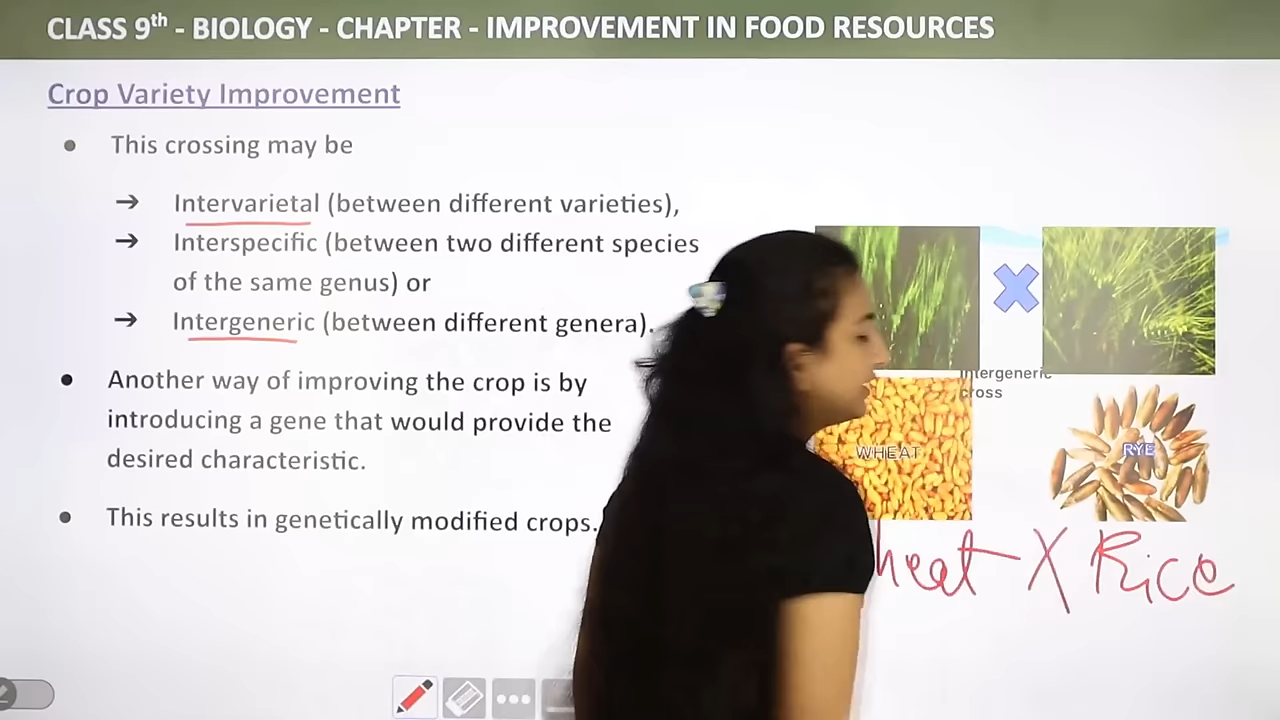 CLASS 9th - BIOLOGY - CHAPTER - IMPROVEMENT IN FOOD RESOURCES
Crop Variety Improvement
• This crossing may be
➔ Intervarietal (between different varieties),
➔ Interspecific (between two different species
of the same genus) or
➔ Intergeneric (between different genera).
• Another way of improving the crop is by
introducing a gene that would provide the
desired characteristic.
• This results in genetically modified crops.
Intergeneric
cross
WHEAT
RYE
heat X Rice